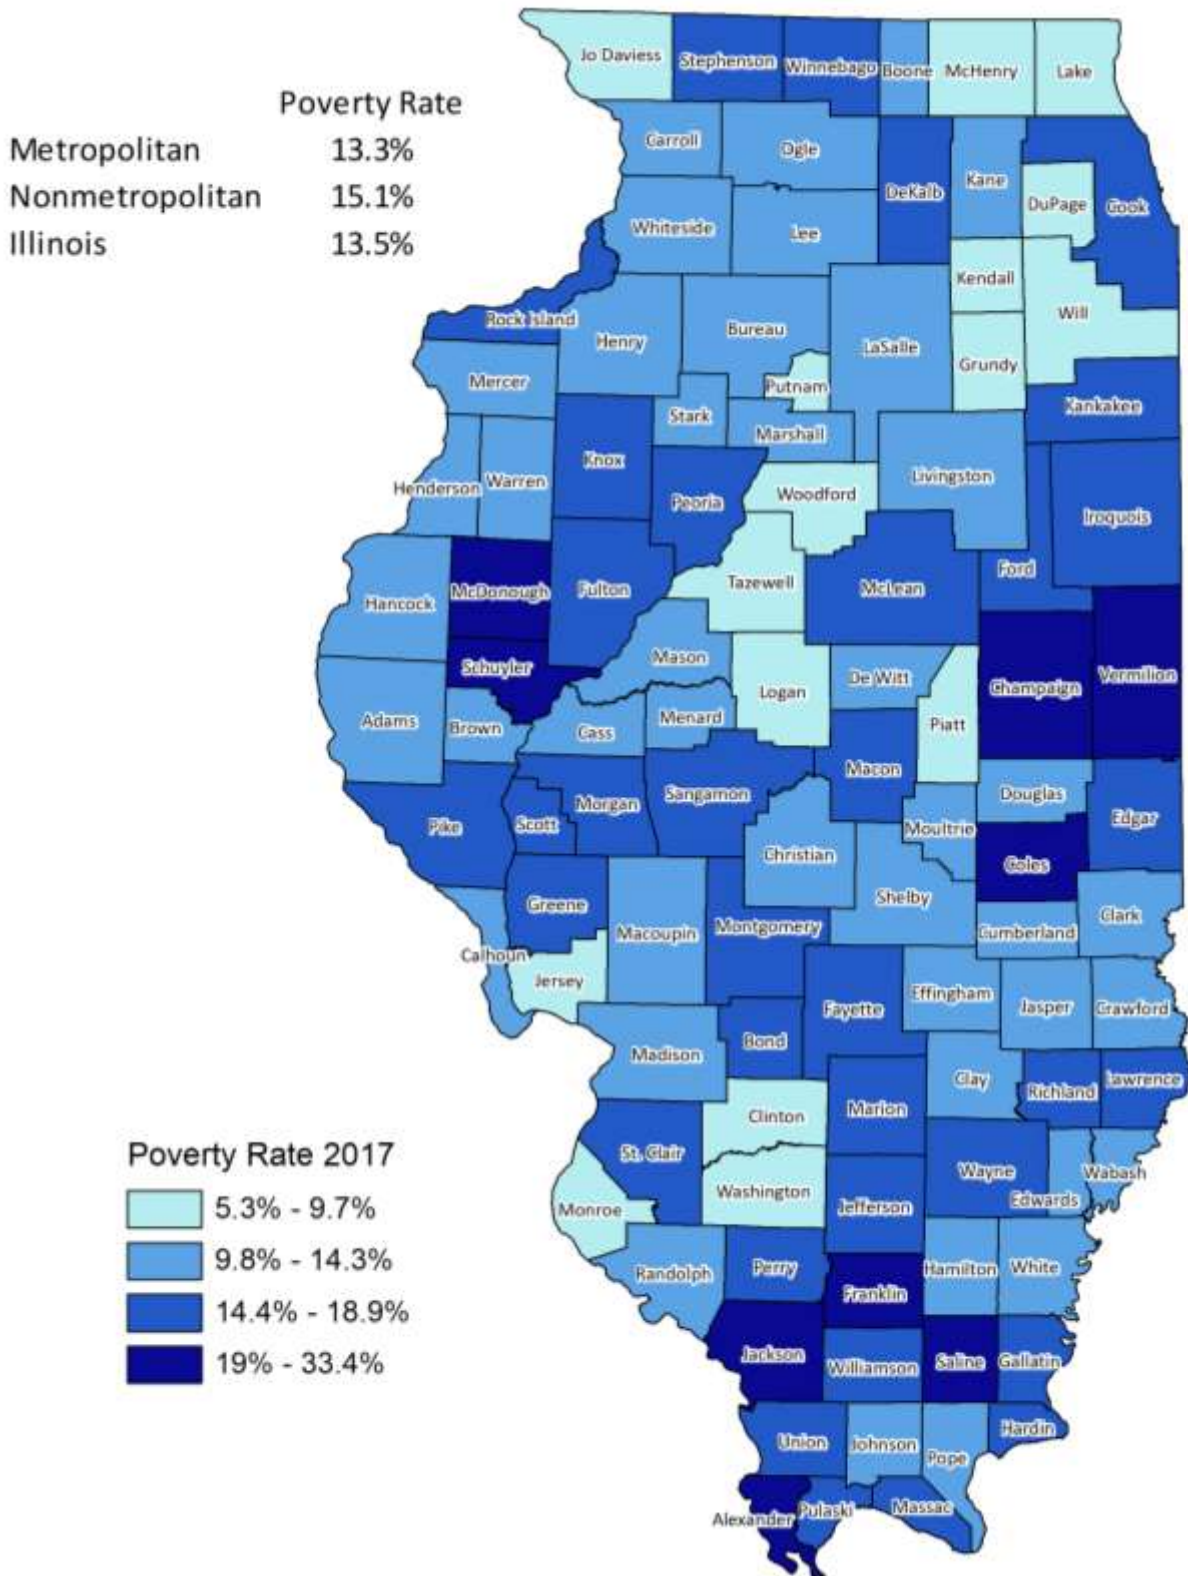 Jo Daviess
Stephenson
Winnebago
Boone
McHenry
Lake
Poverty Rate
Metropolitan 13.3%
Nonmetropolitan 15.1%
Illinois 13.5%
Carroll
Ogle
DeKalb
Kane
DuPage
Cook
Whiteside
Lee
Kendall
Will
Rock Island
Henry
Bureau
LaSalle
Grundy
Mercer
Putnam
Kankakee
Stark
Marshall
Knox
Henderson
Warren
Peoria
Woodford
Livingston
Iroquois
Ford
McDonough
Fulton
Tazewell
McLean
Hancock
Schuyler
Mason
Logan
De Witt
Champaign
Vermilion
Adams
Brown
Cass
Menard
Piatt
Macon
Pike
Scott
Morgan
Sangamon
Douglas
Moultrie
Edgar
Christian
Coles
Greene
Shelby
Macoupin
Montgomery
Cumberland
Clark
Calhoun
Jersey
Effingham
Fayette
Jasper
Crawford
Madison
Bond
Clay
Richland
Lawrence
Clinton
Marion
St. Clair
Wayne
Edwards
Wabash
Washington
Monroe
Jefferson
Randolph
Perry
Hamilton
White
Franklin
Jackson
Williamson
Saline
Gallatin
Union
Johnson
Pope
Hardin
Alexander
Pulaski
Massac
Poverty Rate 2017
5.3% - 9.7%
9.8% - 14.3%
14.4% - 18.9%
19% - 33.4%